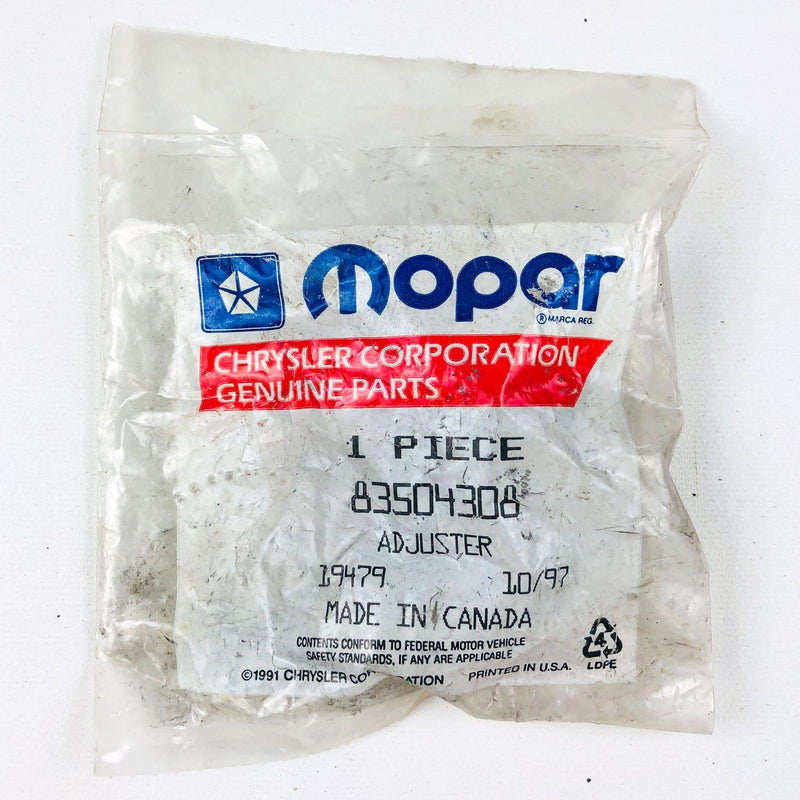 mopar
® MARCA REG.
CHRYSLER CORPORATION
GENUINE PARTS
1 PIECE
83504308
ADJUSTER
19479 10/97
MADE IN CANADA
CONTENTS CONFORM TO FEDERAL MOTOR VEHICLE
SAFETY STANDARDS, IF ANY ARE APPLICABLE
©1991 CHRYSLER CORPORATION PRINTED IN U.S.A.
4
LDPE